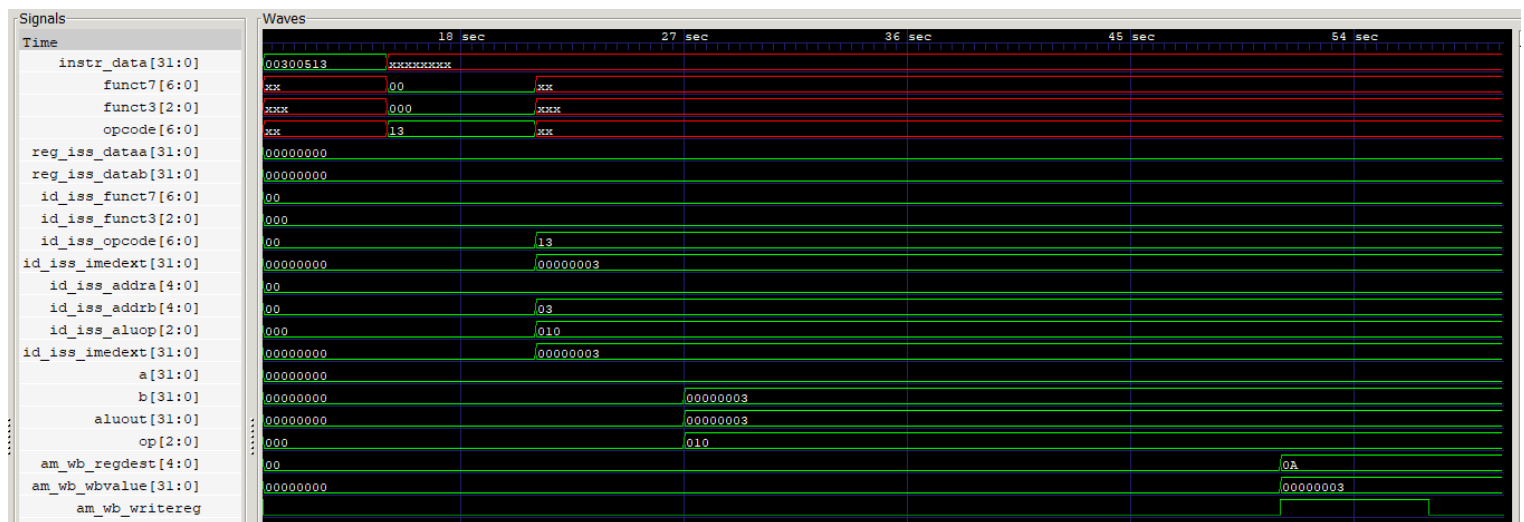 Signals Waves
Time 18 sec 27 sec 36 sec 45 sec 54 sec
instr_data[31:0] 00300513 xxxxxxxx
funct7[6:0] xx 00 xx
funct3[2:0] xxx 000 xxx
opcode[6:0] xx 13 xx
reg_iss_dataa[31:0] 00000000
reg_iss_datab[31:0] 00000000
id_iss_funct7[6:0] 00
id_iss_funct3[2:0] 000
id_iss_opcode[6:0] 00 13
id_iss_imedext[31:0] 00000000 00000003
id_iss_addra[4:0] 00
id_iss_addrb[4:0] 00 03
id_iss_aluop[2:0] 000 010
id_iss_imedext[31:0] 00000000 00000003
a[31:0] 00000000
b[31:0] 00000000 00000003
aluout[31:0] 00000000 00000003
op[2:0] 000 010
am_wb_regdest[4:0] 00 0A
am_wb_wbvalue[31:0] 00000000 00000003
am_wb_writereg